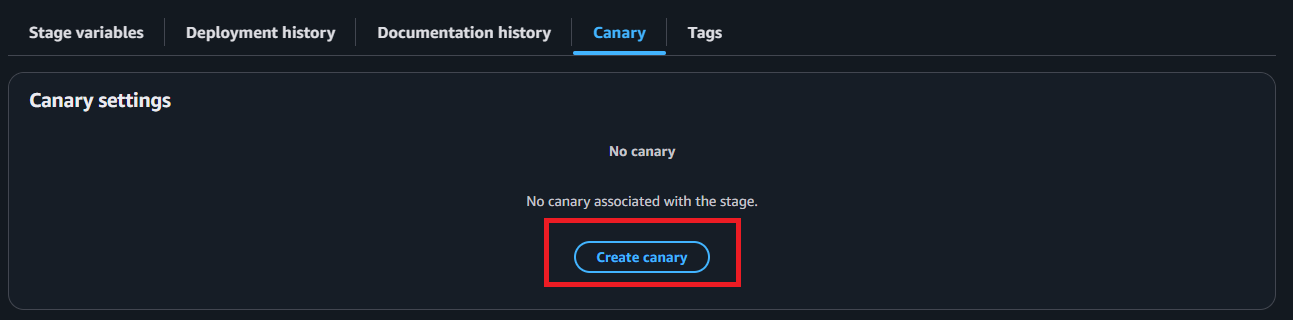 Stage variables Deployment history Documentation history Canary Tags
Canary settings
No canary
No canary associated with the stage.
Create canary